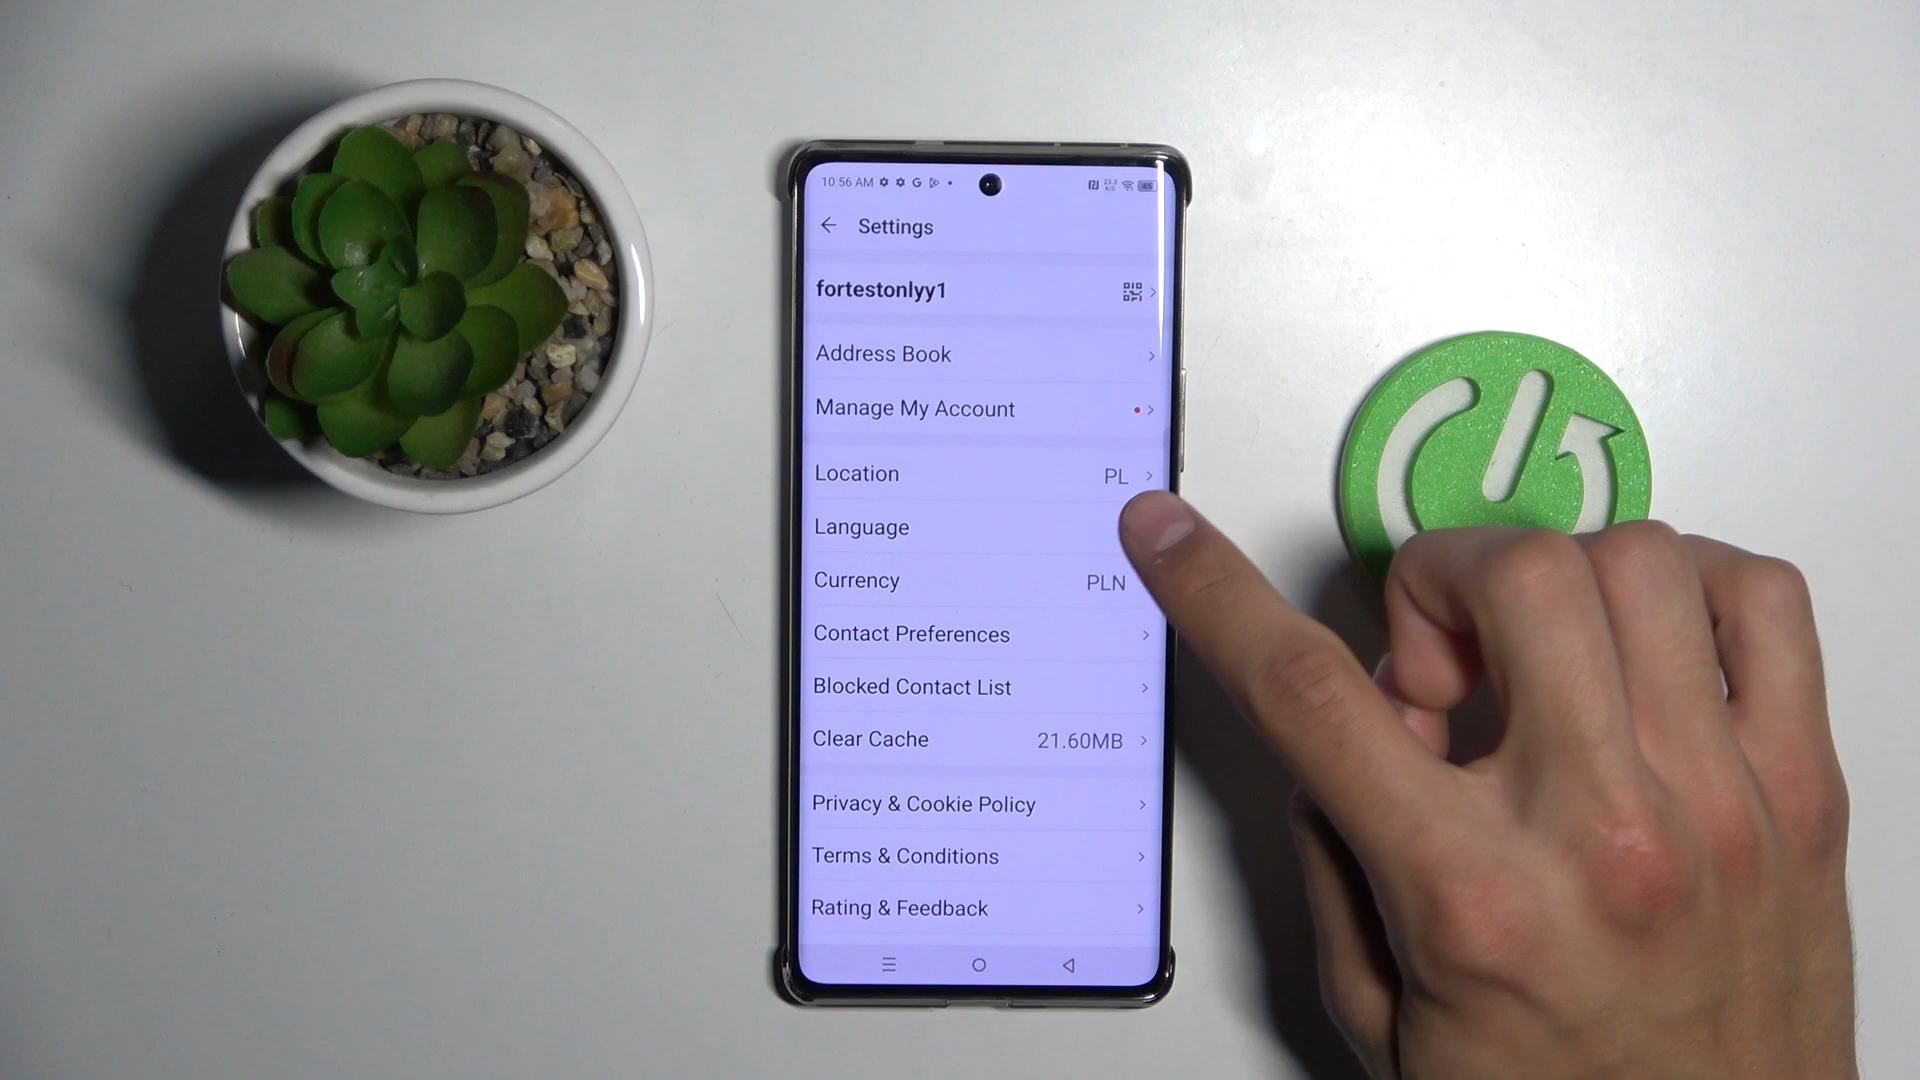 10:56 AM
Settings
fortestonlyy1
Address Book
Manage My Account
Location PL
Language
Currency PLN
Contact Preferences
Blocked Contact List
Clear Cache 21.60MB
Privacy & Cookie Policy
Terms & Conditions
Rating & Feedback